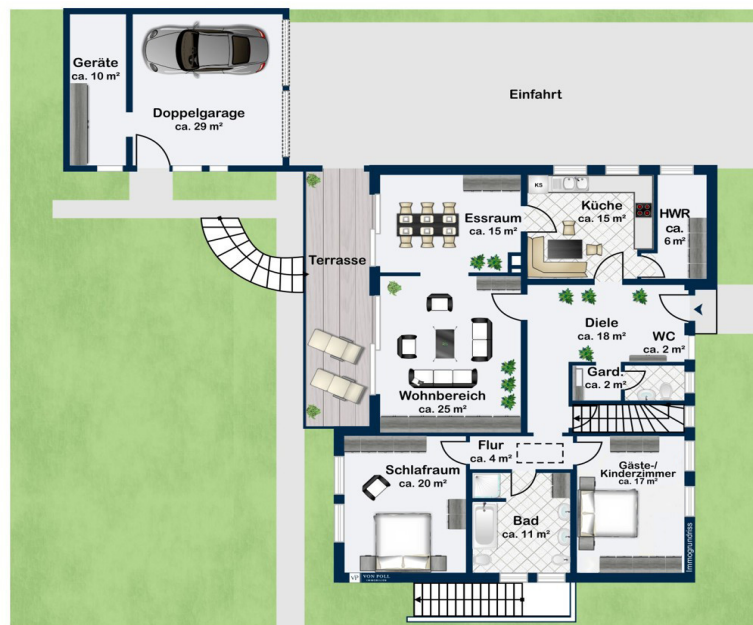 Geräte
ca. 10 m²
Doppelgarage
ca. 29 m²
Einfahrt
KS
Küche
ca. 15 m²
HWR
ca.
6 m²
Essraum
ca. 15 m²
Terrasse
Diele
ca. 18 m²
WC
ca. 2 m²
Gard.
ca. 2 m²
Wohnbereich
ca. 25 m²
Flur
ca. 4 m²
Schlafraum
ca. 20 m²
Gäste-/
Kinderzimmer
ca. 17 m²
Bad
ca. 11 m²
Immogrundriss
VP VON POLL
IMMOBILIEN